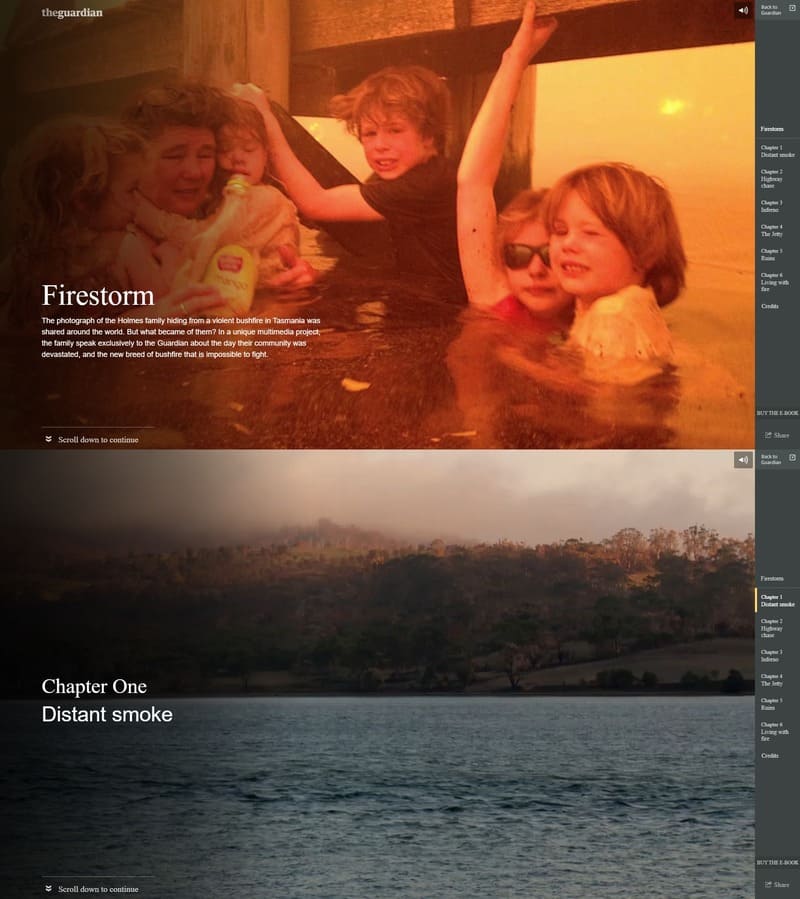 theguardian
Back to
Guardian
Firestorm
Chapter 1
Distant smoke
Chapter 2
Highway
chase
Chapter 3
Inferno
Chapter 4
The Jetty
Chapter 5
Ruins
Chapter 6
Living with
fire
Credits
BUY THE E-BOOK
Share
Firestorm
The photograph of the Holmes family hiding from a violent bushfire in Tasmania was
shared around the world. But what became of them? In a unique multimedia project,
the family speak exclusively to the Guardian about the day their community was
devastated, and the new breed of bushfire that is impossible to fight.
Scroll down to continue
Back to
Guardian
Firestorm
Chapter 1
Distant smoke
Chapter 2
Highway
chase
Chapter 3
Inferno
Chapter 4
The Jetty
Chapter 5
Ruins
Chapter 6
Living with
fire
Credits
BUY THE E-BOOK
Share
Chapter One
Distant smoke
Scroll down to continue